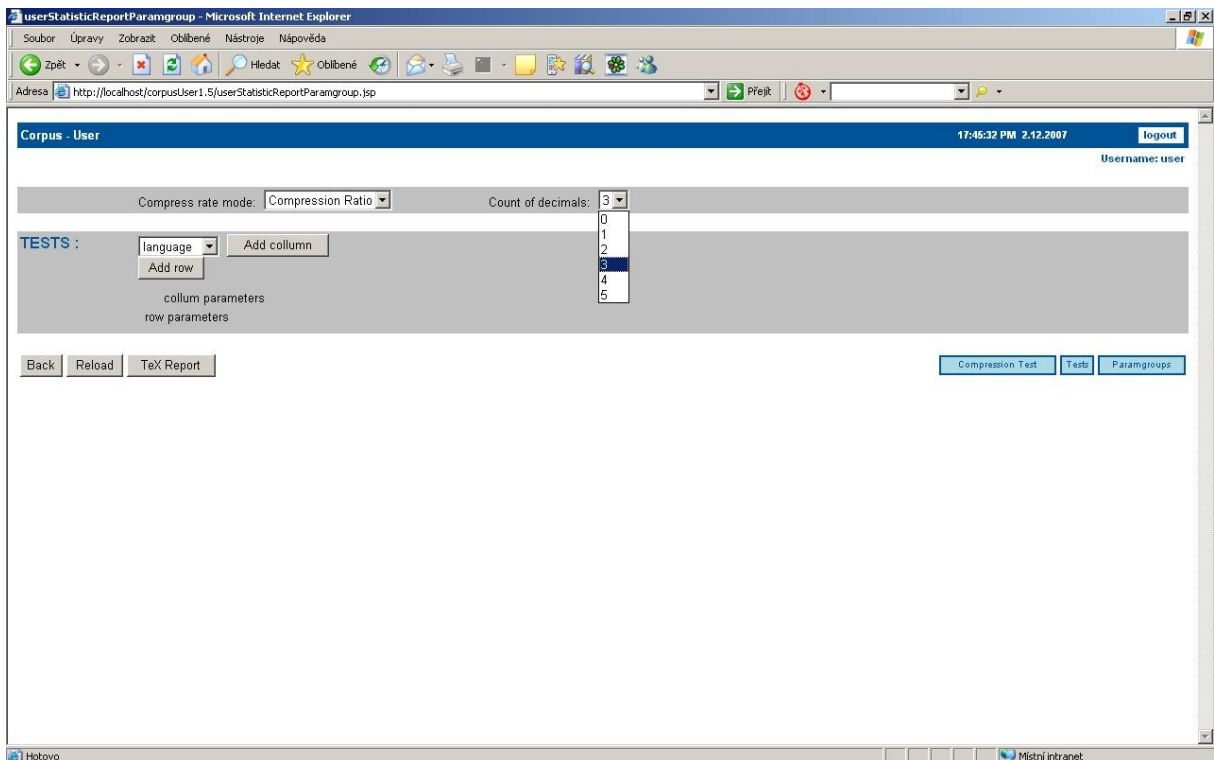 userStatisticReportParamgroup - Microsoft Internet Explorer
Soubor Úpravy Zobrazit Oblíbené Nástroje Nápověda
Zpět Hledat Oblíbené
Adresa http://localhost/corpusUser1.5/userStatisticReportParamgroup.jsp Přejít
Corpus - User 17:45:32 PM 2.12.2007 logout
Username: user
Compress rate mode: Compression Ratio Count of decimals: 3
0
1
2
3
4
5
TESTS : language Add collumn
Add row
collum parameters
row parameters
Back Reload TeX Report Compression Test Tests Paramgroups
Hotovo Místní intranet